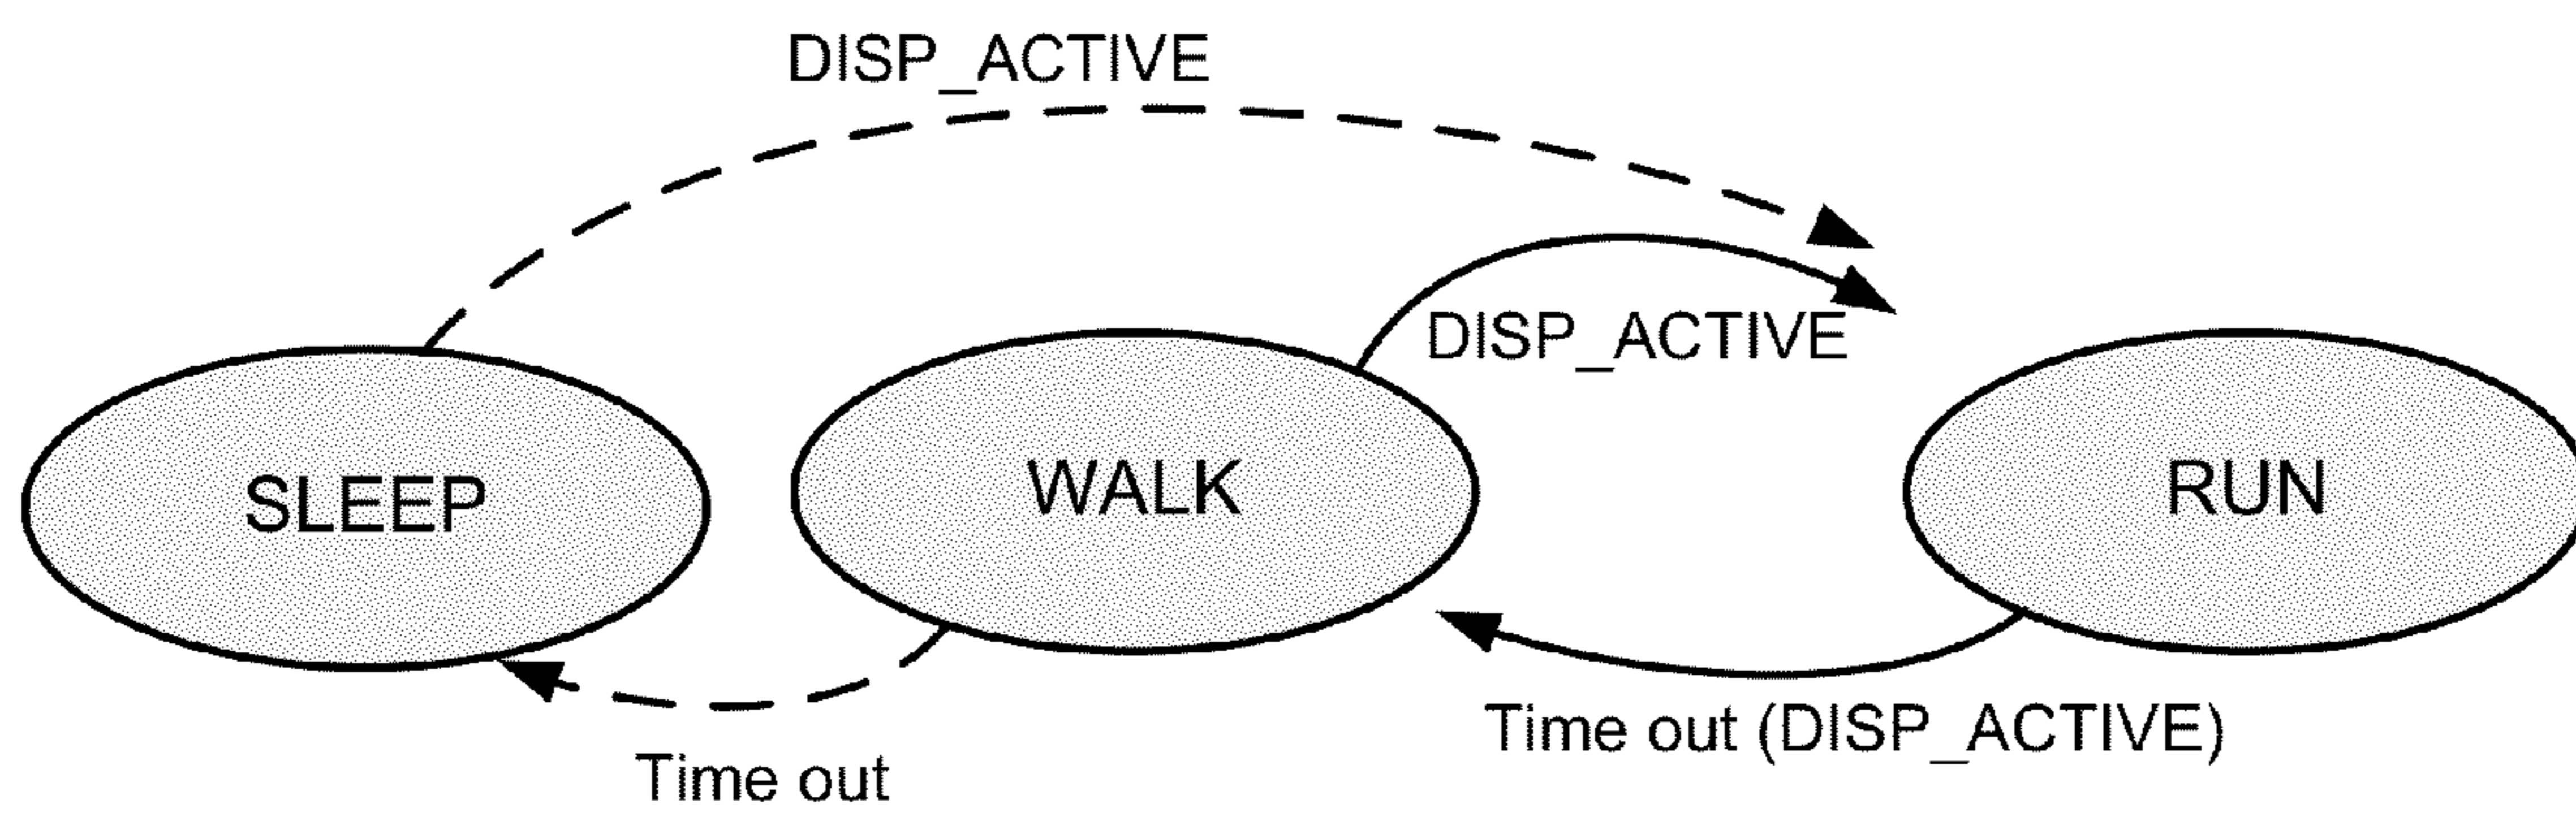 DISP_ACTIVE
DISP_ACTIVE
SLEEP
WALK
RUN
Time out (DISP_ACTIVE)
Time out